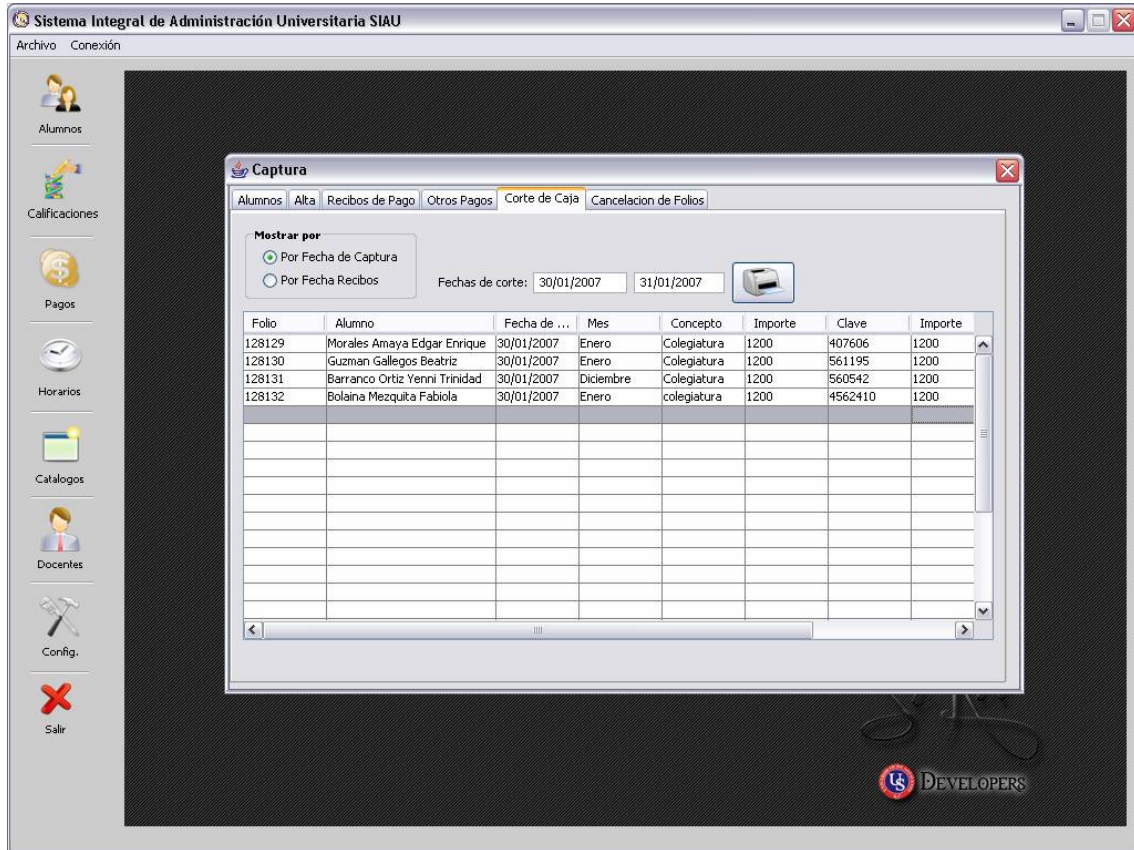 Sistema Integral de Administración Universitaria SIAU
Archivo Conexión
Alumnos
Calificaciones
Pagos
Horarios
Catalogos
Docentes
Config.
Salir
Captura
Alumnos Alta Recibos de Pago Otros Pagos Corte de Caja Cancelacion de Folios
Mostrar por
Por Fecha de Captura
Por Fecha Recibos
Fechas de corte: 30/01/2007 31/01/2007
Folio Alumno Fecha de ... Mes Concepto Importe Clave Importe
128129 Morales Amaya Edgar Enrique 30/01/2007 Enero Colegiatura 1200 407606 1200
128130 Guzman Gallegos Beatriz 30/01/2007 Enero Colegiatura 1200 561195 1200
128131 Barranco Ortiz Yenni Trinidad 30/01/2007 Diciembre Colegiatura 1200 560542 1200
128132 Bolaina Mezquita Fabiola 30/01/2007 Enero colegiatura 1200 4562410 1200
US DEVELOPERS